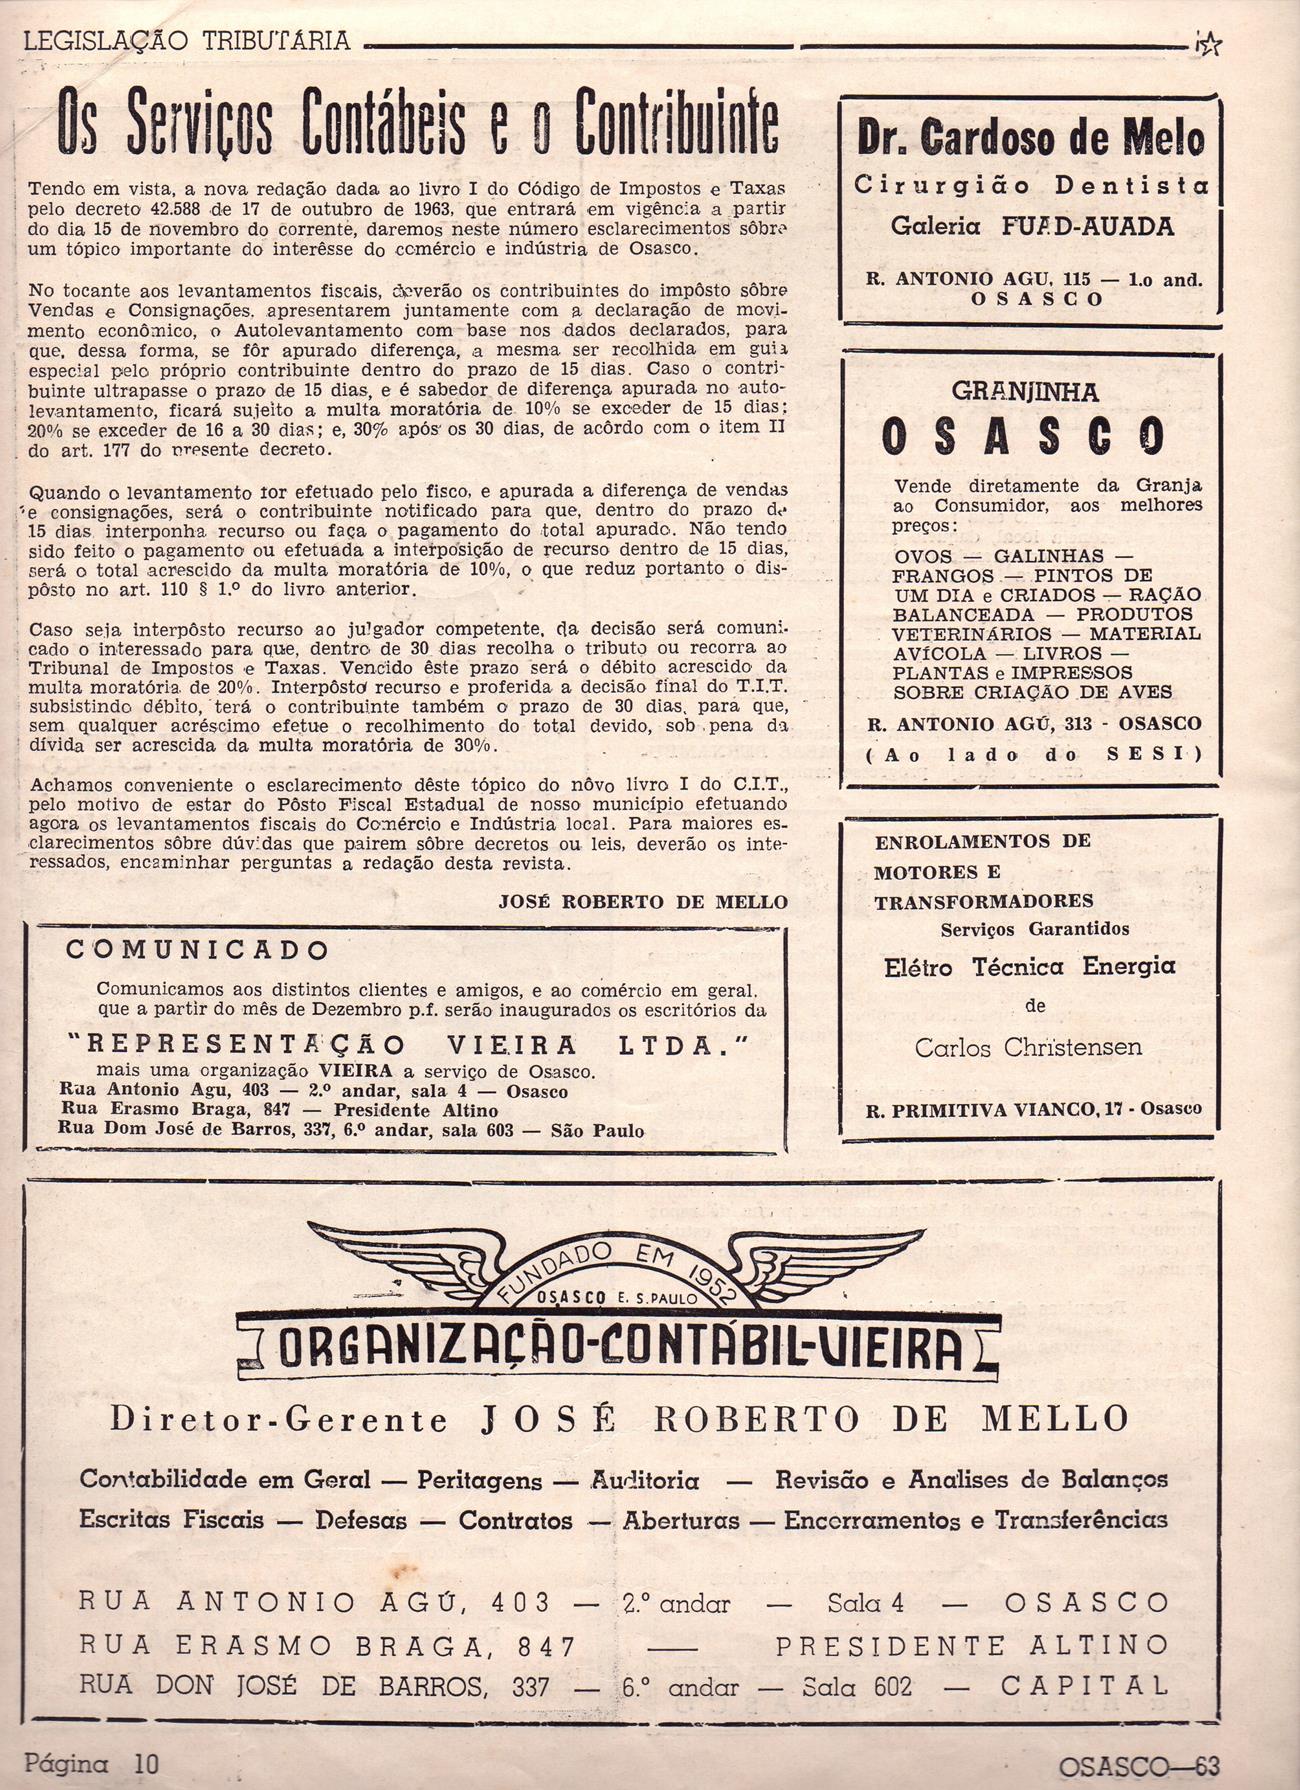 LEGISLAÇÃO TRIBUTÁRIA
Os Serviços Contábeis e o Contribuinte
Tendo em vista, a nova redação dada ao livro I do Código de Impostos e Taxas
pelo decreto 42.588 de 17 de outubro de 1963, que entrará em vigência a partir
do dia 15 de novembro do corrente, daremos neste número esclarecimentos sôbre
um tópico importante do interêsse do comércio e indústria de Osasco.
No tocante aos levantamentos fiscais, deverão os contribuintes do impôsto sôbre
Vendas e Consignações, apresentarem juntamente com a declaração de movi-
mento econômico, o Autolevantamento com base nos dados declarados, para
que, dessa forma, se fôr apurado diferença, a mesma ser recolhida em guia
especial pelo próprio contribuinte dentro do prazo de 15 dias. Caso o contri-
buinte ultrapasse o prazo de 15 dias, e é sabedor de diferença apurada no auto-
levantamento, ficará sujeito a multa moratória de 10% se exceder de 15 dias;
20% se exceder de 16 a 30 dias; e, 30% após os 30 dias, de acôrdo com o item II
do art. 177 do presente decreto.
Quando o levantamento for efetuado pelo fisco, e apurada a diferença de vendas
e consignações, será o contribuinte notificado para que, dentro do prazo de
15 dias interponha recurso ou faça o pagamento do total apurado. Não tendo
sido feito o pagamento ou efetuada a interposição de recurso dentro de 15 dias,
será o total acrescido da multa moratória de 10%, o que reduz portanto o dis-
pôsto no art. 110 § 1.º do livro anterior.
Caso seja interpôsto recurso ao julgador competente, da decisão será comuni-
cado o interessado para que, dentro de 30 dias recolha o tributo ou recorra ao
Tribunal de Impostos e Taxas. Vencido êste prazo será o débito acrescido da
multa moratória de 20%. Interpôsto recurso e proferida a decisão final do T.I.T.
subsistindo débito, terá o contribuinte também o prazo de 30 dias para que,
sem qualquer acréscimo efetue o recolhimento do total devido, sob pena da
dívida ser acrescida da multa moratória de 30%.
Achamos conveniente o esclarecimento dêste tópico do nôvo livro I do C.I.T.,
pelo motivo de estar do Pôsto Fiscal Estadual de nosso município efetuando
agora os levantamentos fiscais do Comércio e Indústria local. Para maiores es-
clarecimentos sôbre dúvidas que pairem sôbre decretos ou leis, deverão os inte-
ressados, encaminhar perguntas a redação desta revista.
JOSÉ ROBERTO DE MELLO
COMUNICADO
Comunicamos aos distintos clientes e amigos, e ao comércio em geral,
que a partir do mês de Dezembro p.f. serão inaugurados os escritórios da
"REPRESENTAÇÃO VIEIRA LTDA."
mais uma organização VIEIRA a serviço de Osasco.
Rua Antonio Agu, 403 — 2.º andar, sala 4 — Osasco
Rua Erasmo Braga, 847 — Presidente Altino
Rua Dom José de Barros, 337, 6.º andar, sala 603 — São Paulo
Dr. Cardoso de Melo
Cirurgião Dentista
Galeria FUAD-AUADA
R. ANTONIO AGU, 115 — 1.o and.
OSASCO
GRANJINHA
OSASCO
Vende diretamente da Granja
ao Consumidor, aos melhores
preços:
OVOS — GALINHAS —
FRANGOS — PINTOS DE
UM DIA e CRIADOS — RAÇÃO
BALANCEADA — PRODUTOS
VETERINÁRIOS — MATERIAL
AVÍCOLA — LIVROS —
PLANTAS e IMPRESSOS
SOBRE CRIAÇÃO DE AVES
R. ANTONIO AGÚ, 313 - OSASCO
(Ao lado do SESI)
ENROLAMENTOS DE
MOTORES E
TRANSFORMADORES
Serviços Garantidos
Elétro Técnica Energia
de
Carlos Christensen
R. PRIMITIVA VIANCO, 17 - Osasco
FUNDADO EM 1952
OSASCO E. S. PAULO
ORGANIZAÇÃO-CONTÁBIL-VIEIRA
Diretor-Gerente JOSÉ ROBERTO DE MELLO
Contabilidade em Geral — Peritagens — Auditoria — Revisão e Analises de Balanços
Escritas Fiscais — Defesas — Contratos — Aberturas — Encerramentos e Transferências
RUA ANTONIO AGÚ, 403 — 2.º andar — Sala 4 — OSASCO
RUA ERASMO BRAGA, 847 — PRESIDENTE ALTINO
RUA DON JOSÉ DE BARROS, 337 — 6.º andar — Sala 602 — CAPITAL
Página 10
OSASCO—63